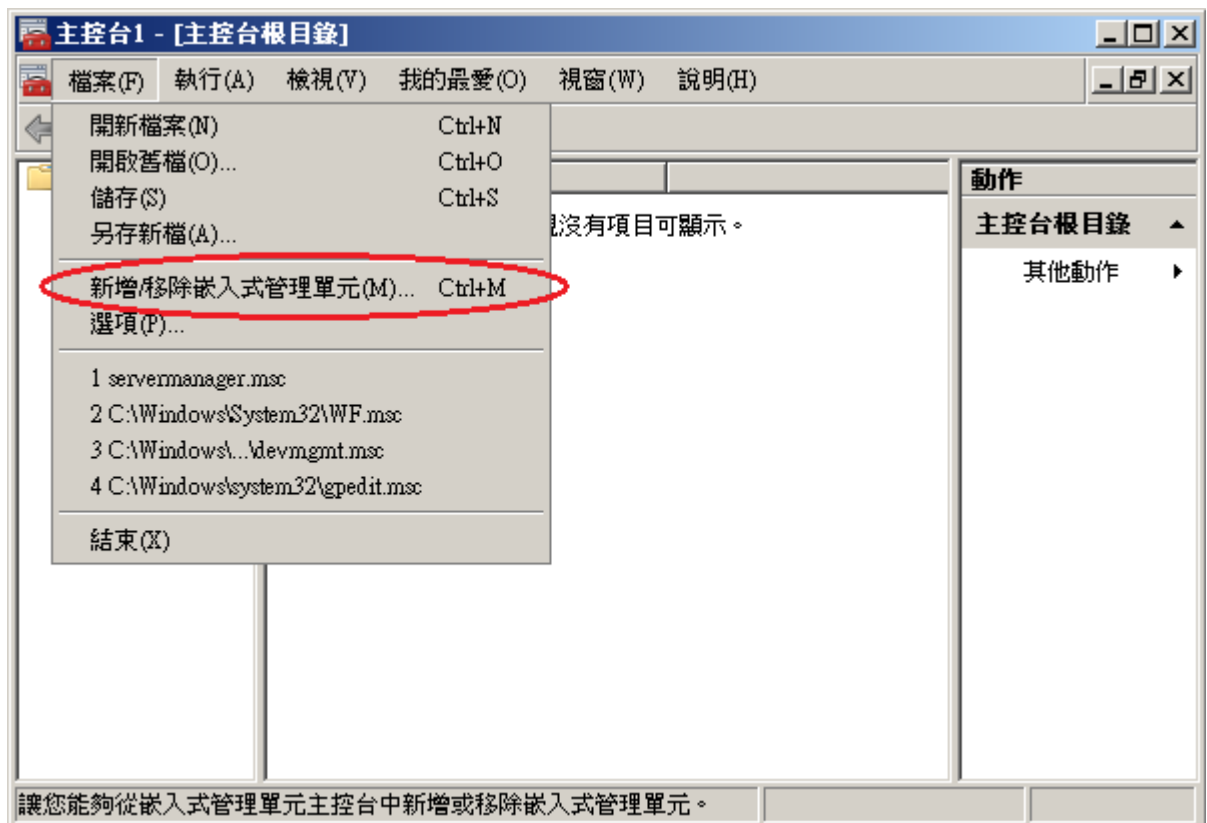 主控台1 - [主控台根目錄]
檔案(F) 執行(A) 檢視(V) 我的最愛(O) 視窗(W) 說明(H)
開新檔案(N) Ctrl+N
開啟舊檔(O)... Ctrl+O
儲存(S) Ctrl+S
另存新檔(A)...
新增/移除嵌入式管理單元(M)... Ctrl+M
選項(P)...
1 servermanager.msc
2 C:\Windows\System32\WF.msc
3 C:\Windows\...\devmgmt.msc
4 C:\Windows\system32\gpedit.msc
結束(X)
沒有項目可顯示。
動作
主控台根目錄
其他動作
讓您能夠從嵌入式管理單元主控台中新增或移除嵌入式管理單元。